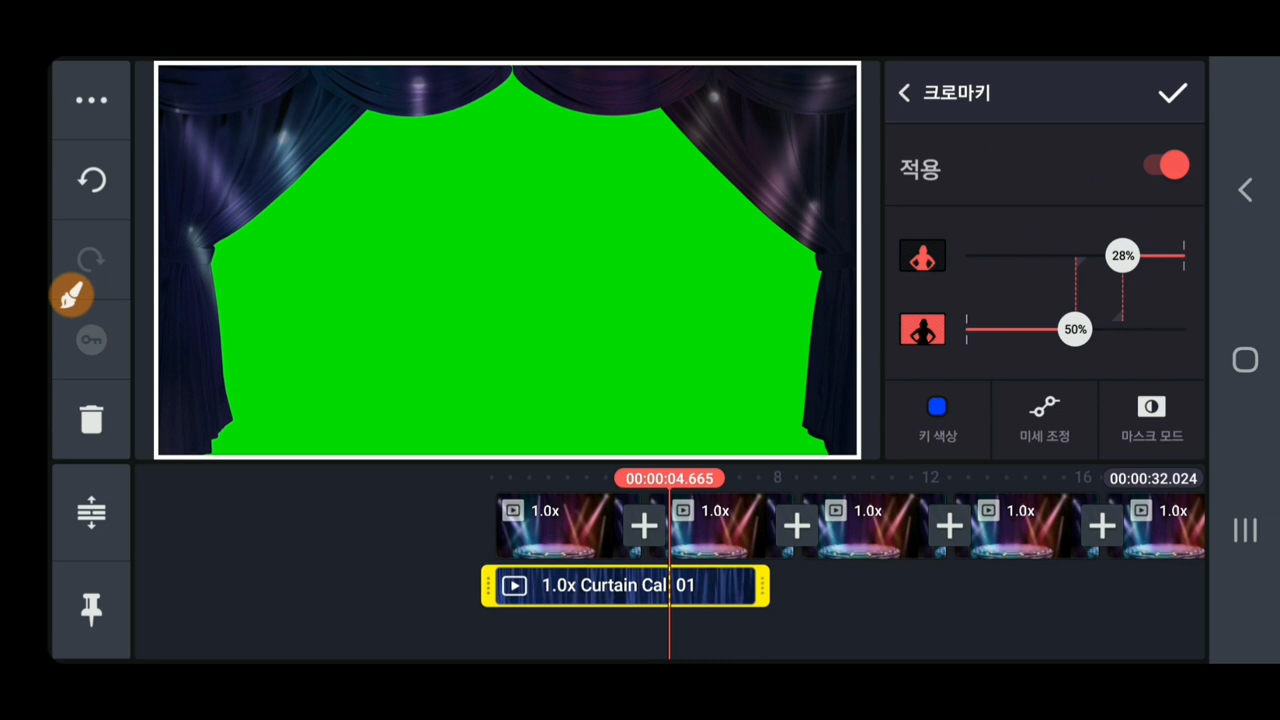 크로마키
적용
28%
50%
키 색상
미세 조정
마스크 모드
00:00:04.665
8
12
16
00:00:32.024
1.0x
1.0x
1.0x
1.0x
1.0x
1.0x Curtain Call 01